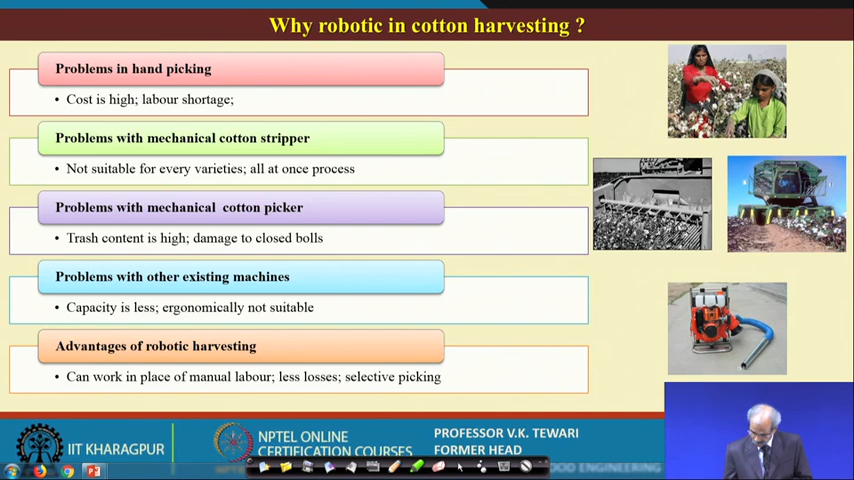 Why robotic in cotton harvesting ?
Problems in hand picking
• Cost is high; labour shortage;
Problems with mechanical cotton stripper
• Not suitable for every varieties; all at once process
Problems with mechanical cotton picker
• Trash content is high; damage to closed bolls
Problems with other existing machines
• Capacity is less; ergonomically not suitable
Advantages of robotic harvesting
• Can work in place of manual labour; less losses; selective picking
IIT KHARAGPUR
NPTEL ONLINE
CERTIFICATION COURSES
PROFESSOR V.K. TEWARI
FORMER HEAD
FOOD ENGINEERING